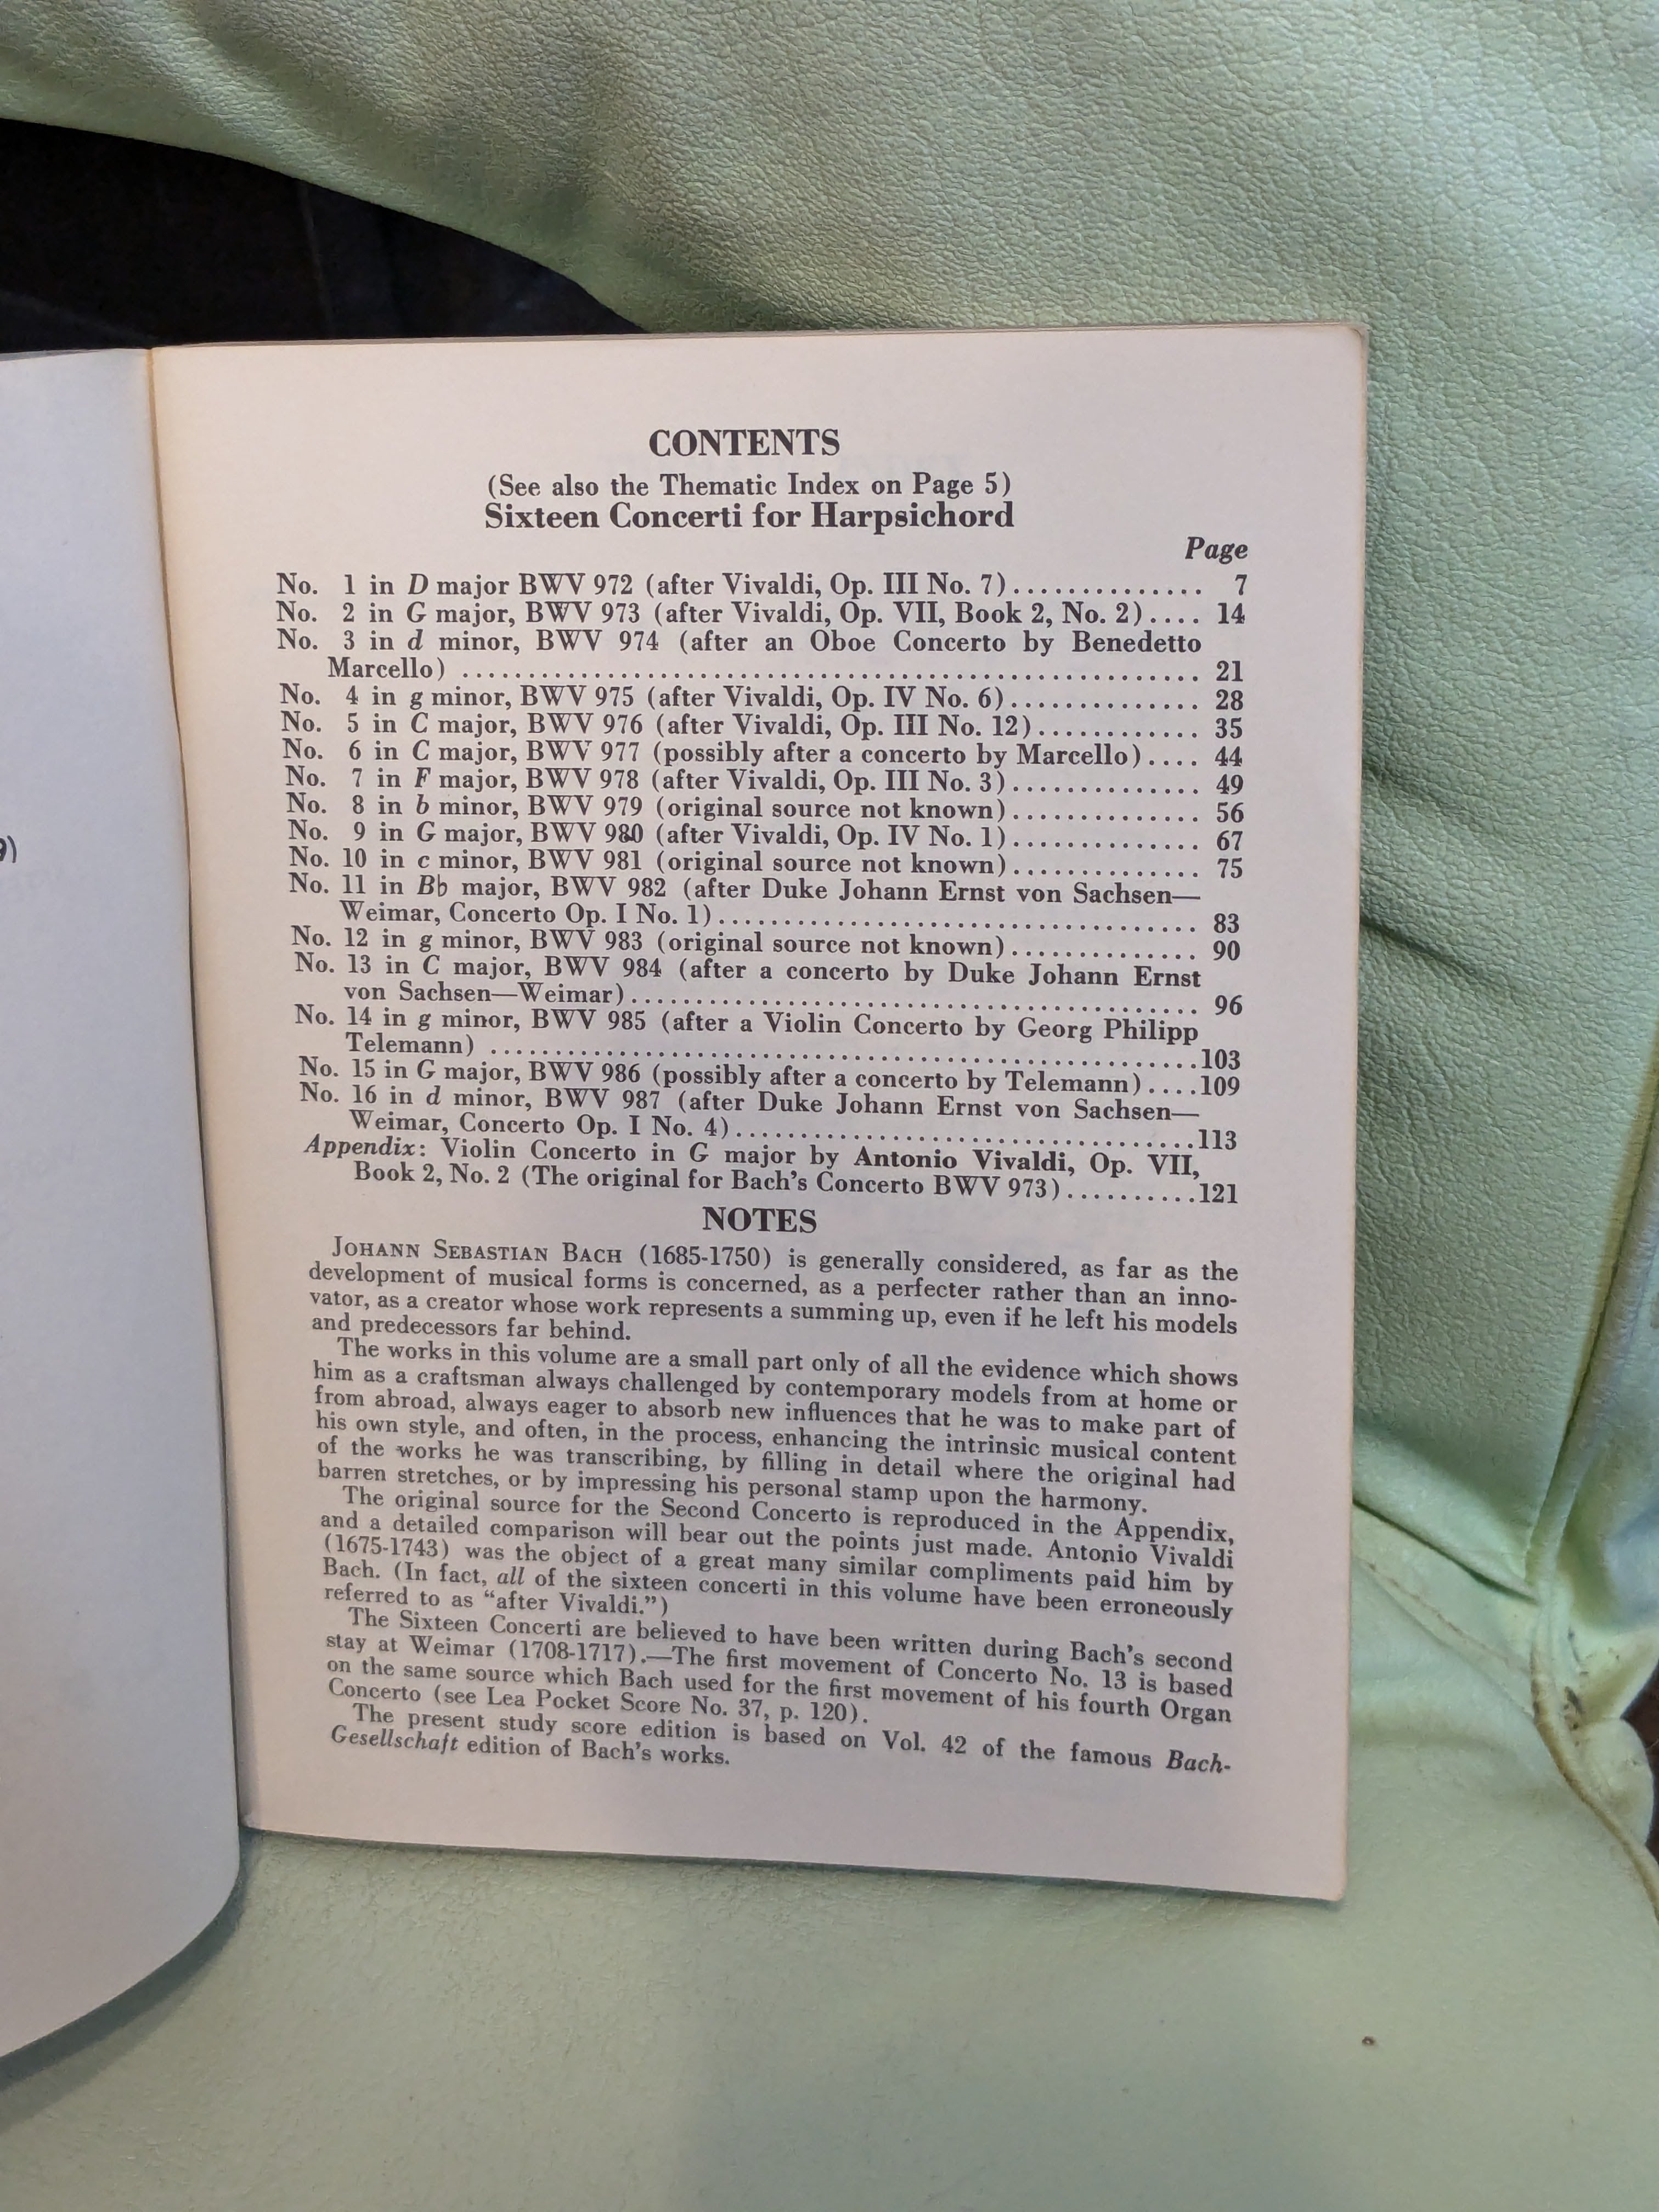 9)
CONTENTS
(See also the Thematic Index on Page 5)
Sixteen Concerti for Harpsichord
Page
No. 1 in D major BWV 972 (after Vivaldi, Op. III No. 7).............. 7
No. 2 in G major, BWV 973 (after Vivaldi, Op. VII, Book 2, No. 2).... 14
No. 3 in d minor, BWV 974 (after an Oboe Concerto by Benedetto
Marcello) ........................................................ 21
No. 4 in g minor, BWV 975 (after Vivaldi, Op. IV No. 6).............. 28
No. 5 in C major, BWV 976 (after Vivaldi, Op. III No. 12)............ 35
No. 6 in C major, BWV 977 (possibly after a concerto by Marcello).... 44
No. 7 in F major, BWV 978 (after Vivaldi, Op. III No. 3).............. 49
No. 8 in b minor, BWV 979 (original source not known).............. 56
No. 9 in G major, BWV 980 (after Vivaldi, Op. IV No. 1).............. 67
No. 10 in c minor, BWV 981 (original source not known).............. 75
No. 11 in Bb major, BWV 982 (after Duke Johann Ernst von Sachsen—
Weimar, Concerto Op. I No. 1)..................................... 83
No. 12 in g minor, BWV 983 (original source not known).............. 90
No. 13 in C major, BWV 984 (after a concerto by Duke Johann Ernst
von Sachsen—Weimar)............................................ 96
No. 14 in g minor, BWV 985 (after a Violin Concerto by Georg Philipp
Telemann) ......................................................103
No. 15 in G major, BWV 986 (possibly after a concerto by Telemann)....109
No. 16 in d minor, BWV 987 (after Duke Johann Ernst von Sachsen—
Weimar, Concerto Op. I No. 4)...................................113
Appendix: Violin Concerto in G major by Antonio Vivaldi, Op. VII,
Book 2, No. 2 (The original for Bach's Concerto BWV 973)..........121
NOTES
JOHANN SEBASTIAN BACH (1685-1750) is generally considered, as far as the
development of musical forms is concerned, as a perfecter rather than an inno-
vator, as a creator whose work represents a summing up, even if he left his models
and predecessors far behind.
The works in this volume are a small part only of all the evidence which shows
him as a craftsman always challenged by contemporary models from at home or
from abroad, always eager to absorb new influences that he was to make part of
his own style, and often, in the process, enhancing the intrinsic musical content
of the works he was transcribing, by filling in detail where the original had
barren stretches, or by impressing his personal stamp upon the harmony.
The original source for the Second Concerto is reproduced in the Appendix,
and a detailed comparison will bear out the points just made. Antonio Vivaldi
(1675-1743) was the object of a great many similar compliments paid him by
Bach. (In fact, all of the sixteen concerti in this volume have been erroneously
referred to as "after Vivaldi.")
The Sixteen Concerti are believed to have been written during Bach's second
stay at Weimar (1708-1717).—The first movement of Concerto No. 13 is based
on the same source which Bach used for the first movement of his fourth Organ
Concerto (see Lea Pocket Score No. 37, p. 120).
The present study score edition is based on Vol. 42 of the famous Bach-
Gesellschaft edition of Bach's works.